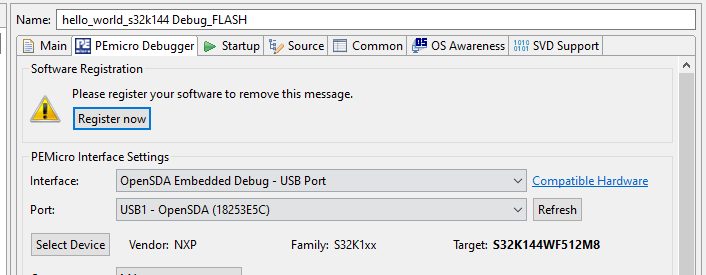 Name: hello_world_s32k144 Debug_FLASH
Main PEmicro Debugger Startup Source Common OS Awareness SVD Support
Software Registration
Please register your software to remove this message.
Register now
PEMicro Interface Settings
Interface: OpenSDA Embedded Debug - USB Port Compatible Hardware
Port: USB1 - OpenSDA (18253E5C) Refresh
Select Device Vendor: NXP Family: S32K1xx Target: S32K144WF512M8